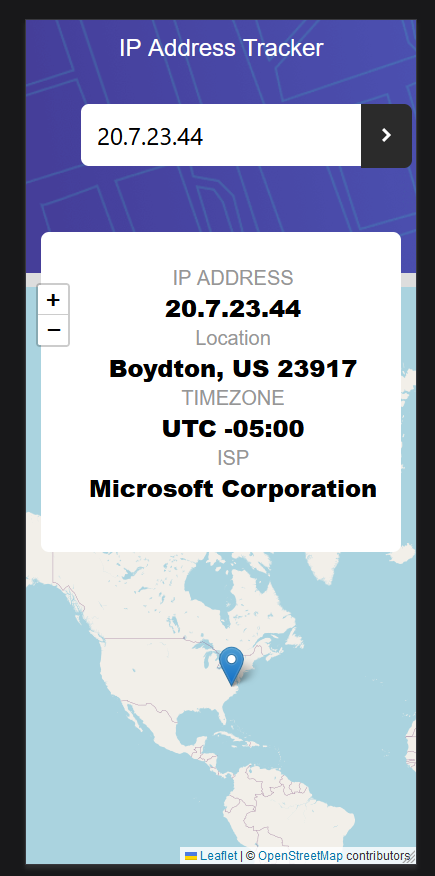 IP Address Tracker
20.7.23.44
IP ADDRESS
20.7.23.44
Location
Boydton, US 23917
TIMEZONE
UTC -05:00
ISP
Microsoft Corporation
+
−
Leaflet | © OpenStreetMap contributors